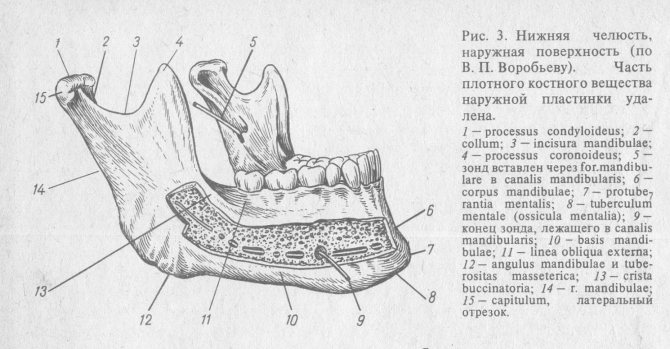 1
2
3
4
5
15
14
13
12
11
10
9
8
7
6
Рис. 3. Нижняя челюсть,
наружная поверхность (по
В. П. Воробьеву). Часть
плотного костного вещества
наружной пластинки уда-
лена.
1 — processus condyloideus; 2 —
collum; 3 — incisura mandibulae;
4 — processus coronoideus; 5 —
зонд вставлен через for.mandibu-
lare в canalis mandibularis; 6 —
corpus mandibulae; 7 — protube-
rantia mentalis; 8 — tuberculum
mentale (ossicula mentalia); 9 —
конец зонда, лежащего в canalis
mandibularis; 10 — basis mandi-
bulae; 11 — linea obliqua externa;
12 — angulus mandibulae и tube-
rositas masseterica; 13 — crista
buccinatoria; 14 — r. mandibulae;
15 — capitulum, латеральный
отрезок.